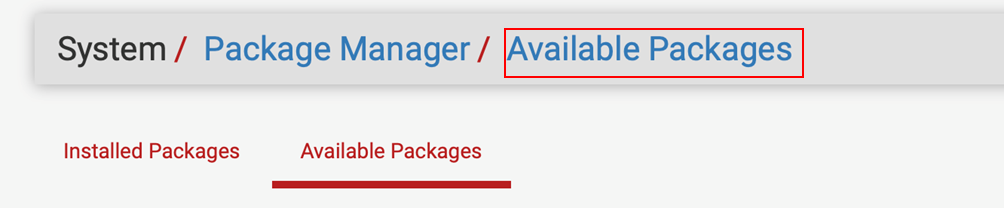 System / Package Manager / Available Packages
Installed Packages Available Packages